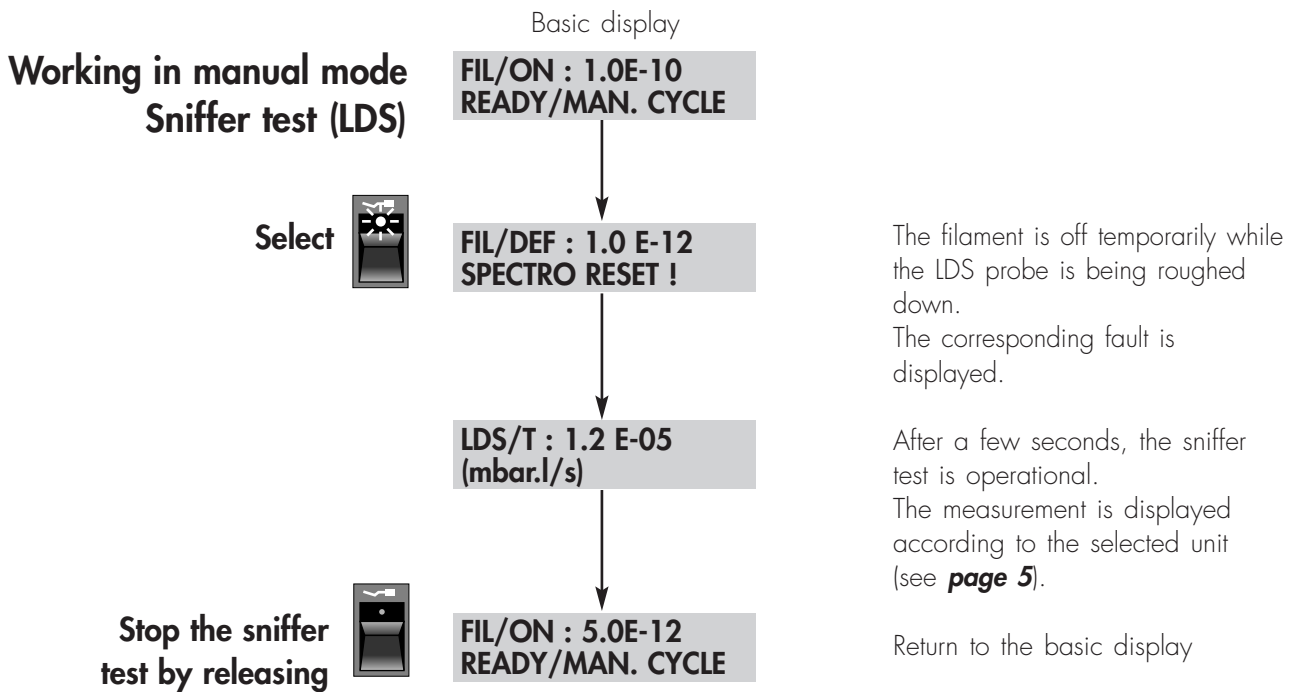 Basic display
Working in manual mode
Sniffer test (LDS)
FIL/ON : 1.0E-10
READY/MAN. CYCLE
Select
FIL/DEF : 1.0 E-12
SPECTRO RESET !
The filament is off temporarily while
the LDS probe is being roughed
down.
The corresponding fault is
displayed.
LDS/T : 1.2 E-05
(mbar.l/s)
After a few seconds, the sniffer
test is operational.
The measurement is displayed
according to the selected unit
(see page 5).
Stop the sniffer
test by releasing
FIL/ON : 5.0E-12
READY/MAN. CYCLE
Return to the basic display